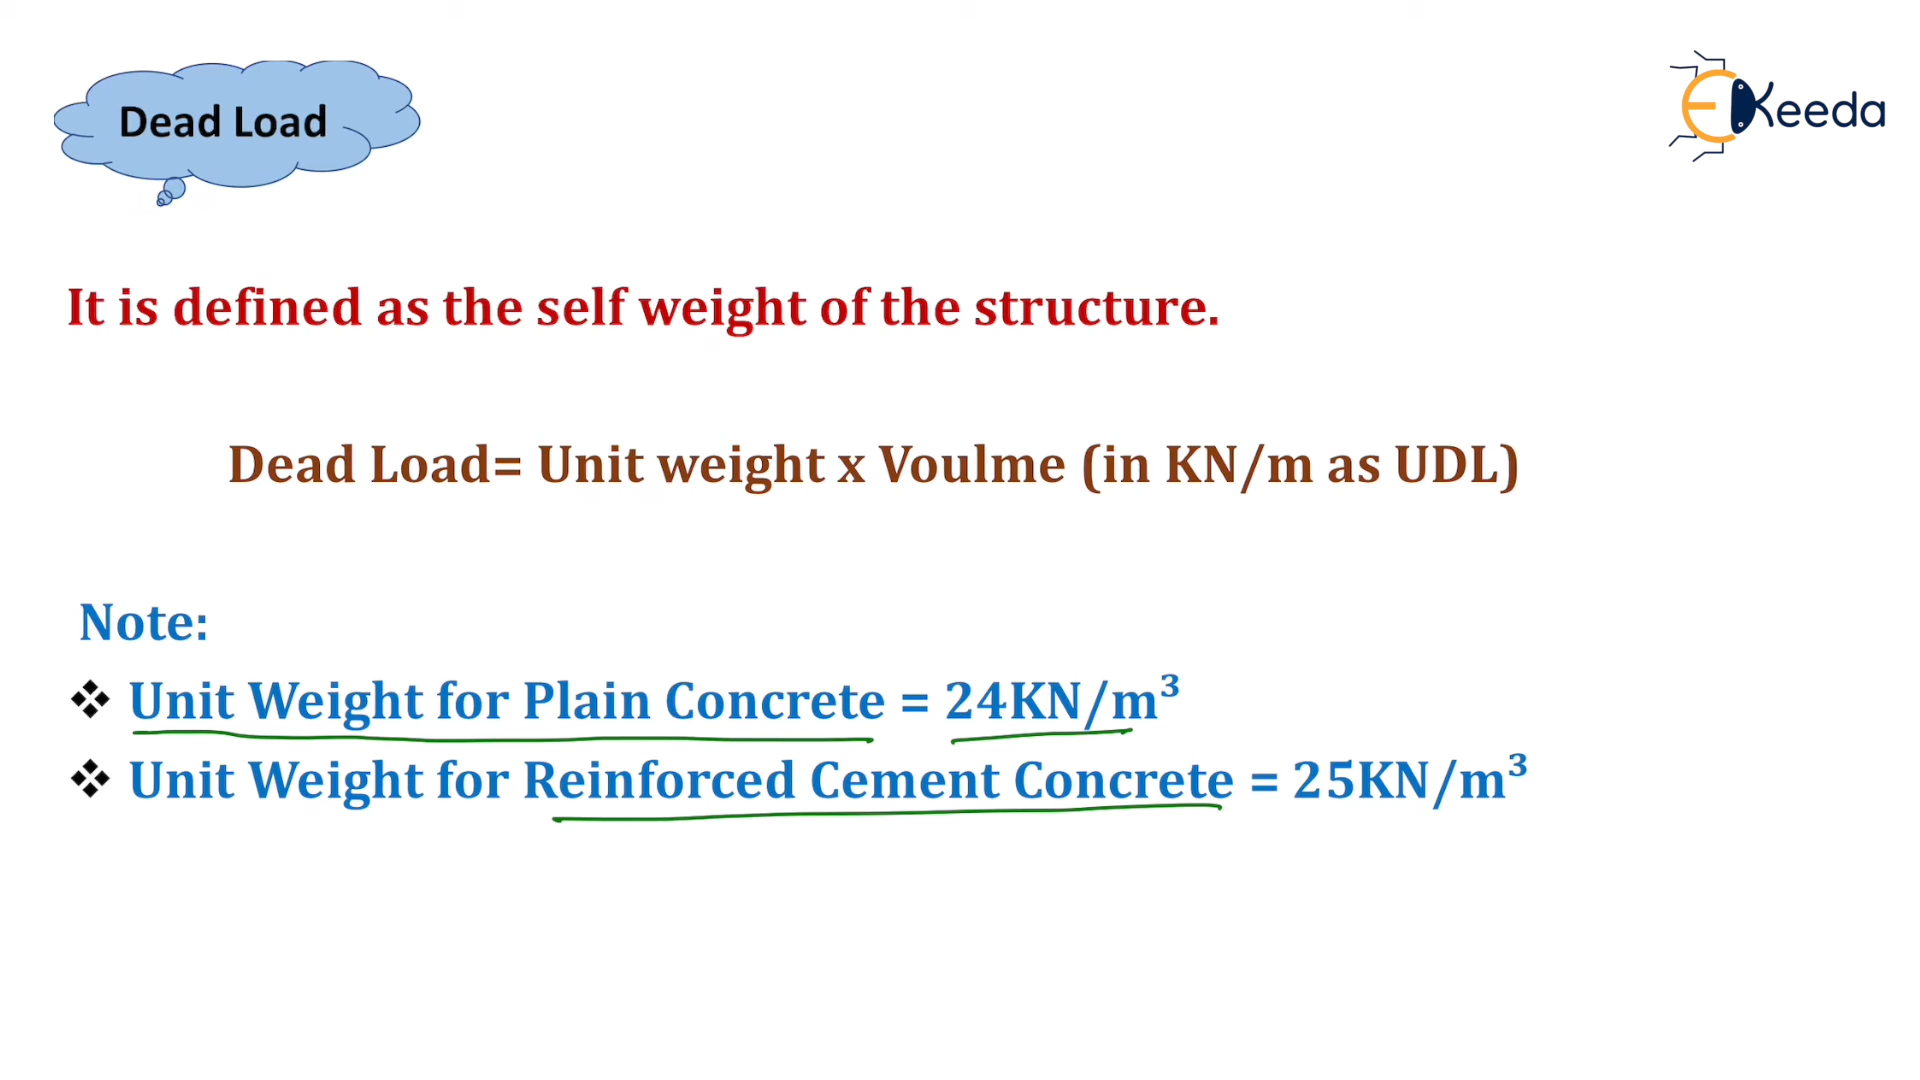 Dead Load
EKeeda
It is defined as the self weight of the structure.
Dead Load= Unit weight x Voulme (in KN/m as UDL)
Note:
❖ Unit Weight for Plain Concrete = 24KN/m³
❖ Unit Weight for Reinforced Cement Concrete = 25KN/m³